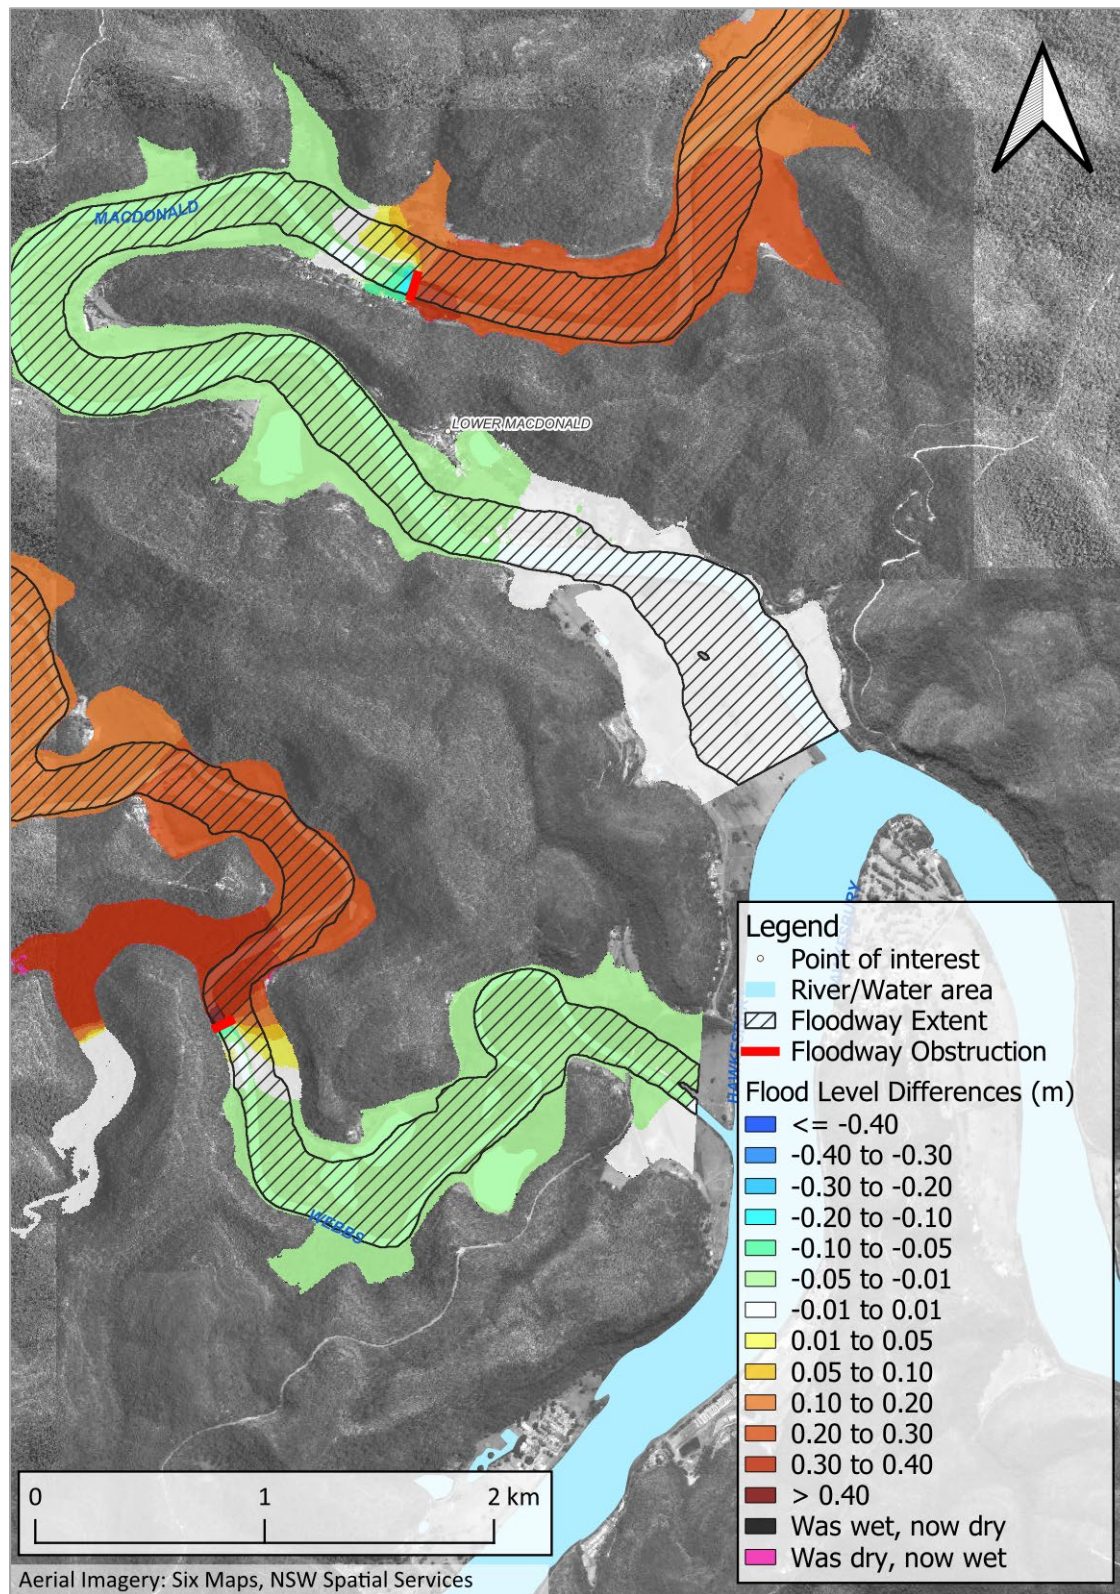 MACDONALD
LOWER MACDONALD
WEBBS
Legend
Point of interest
River/Water area
Floodway Extent
Floodway Obstruction
Flood Level Differences (m)
<= -0.40
-0.40 to -0.30
-0.30 to -0.20
-0.20 to -0.10
-0.10 to -0.05
-0.05 to -0.01
-0.01 to 0.01
0.01 to 0.05
0.05 to 0.10
0.10 to 0.20
0.20 to 0.30
0.30 to 0.40
> 0.40
Was wet, now dry
Was dry, now wet
0 1 2 km
Aerial Imagery: Six Maps, NSW Spatial Services